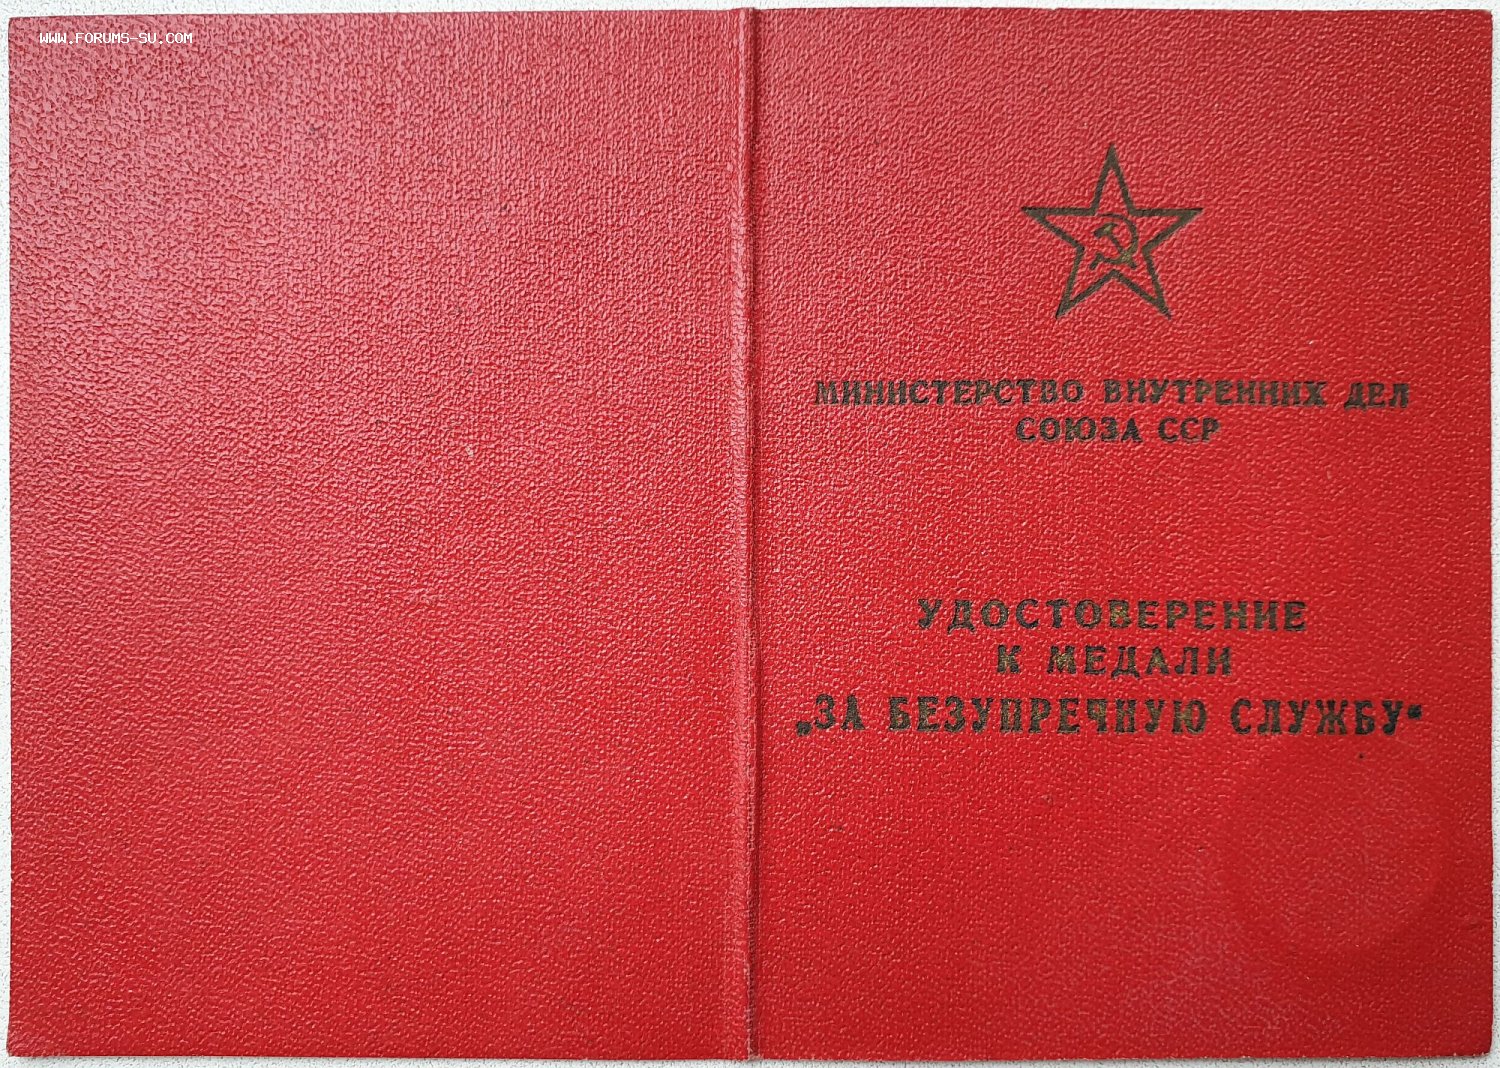 WWW.FORUMS-SU.COM
МИНИСТЕРСТВО ВНУТРЕННИХ ДЕЛ
СОЮЗА ССР
УДОСТОВЕРЕНИЕ
К МЕДАЛИ
„ЗА БЕЗУПРЕЧНУЮ СЛУЖБУ“